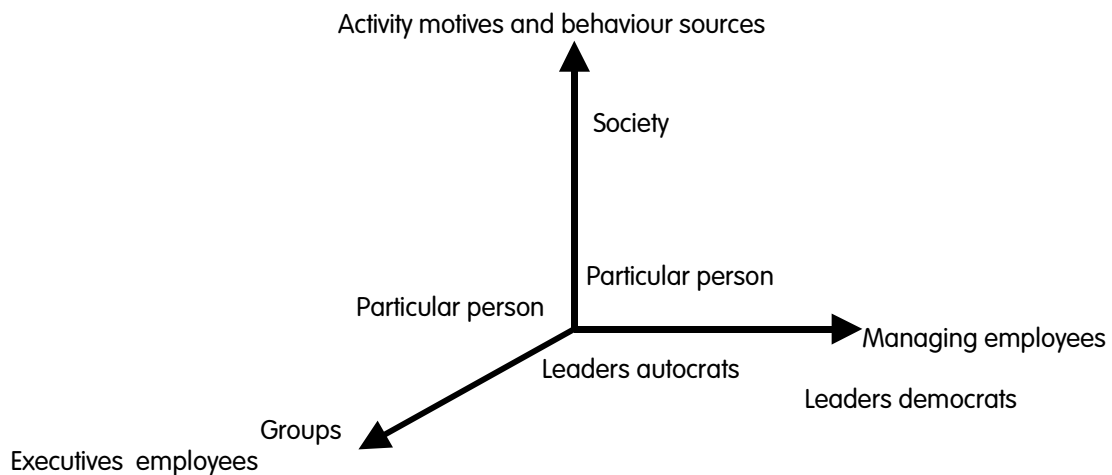 Activity motives and behaviour sources
Society
Particular person
Particular person
Managing employees
Leaders autocrats
Leaders democrats
Groups
Executives employees